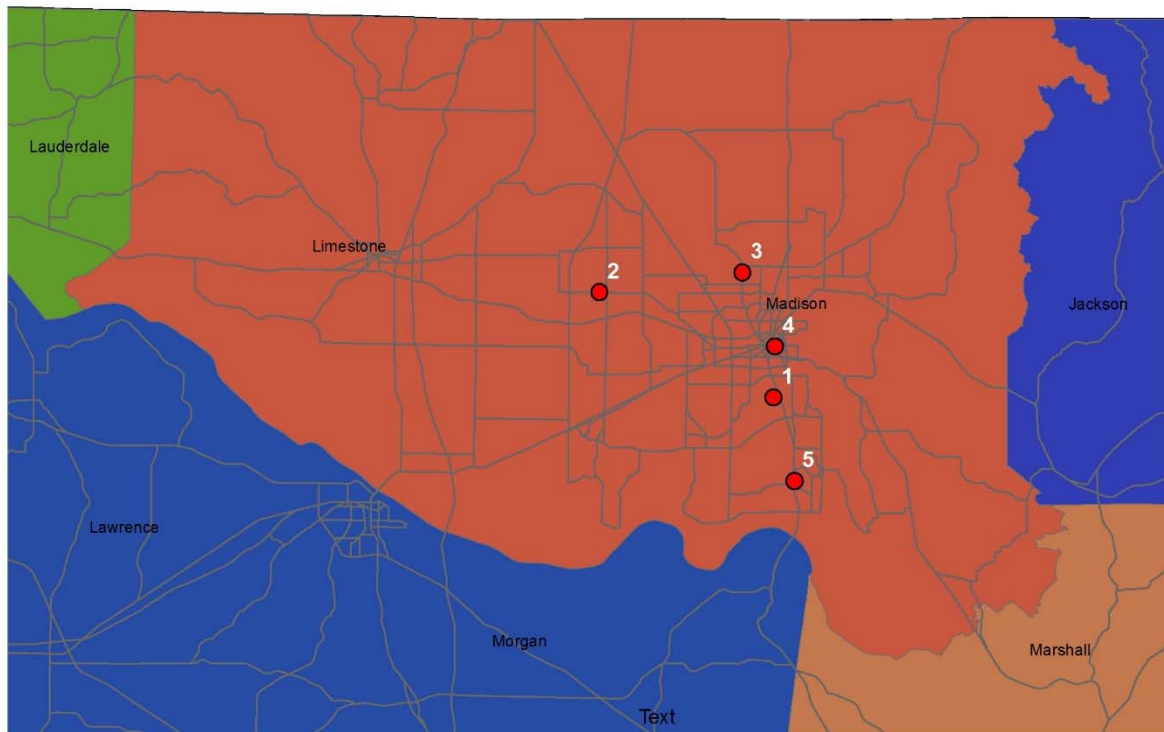 Lauderdale
Limestone
2
3
Madison
Jackson
4
1
5
Lawrence
Morgan
Marshall
Text